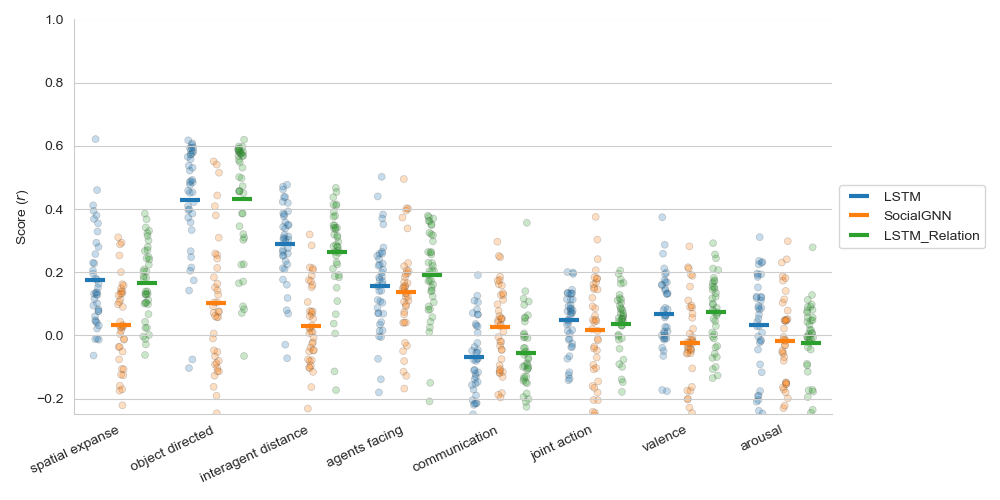 1.0
0.8
0.6
0.4
0.2
0.0
−0.2
Score (r)
spatial expanse
object directed
interagent distance
agents facing
communication
joint action
valence
arousal
LSTM
SocialGNN
LSTM_Relation